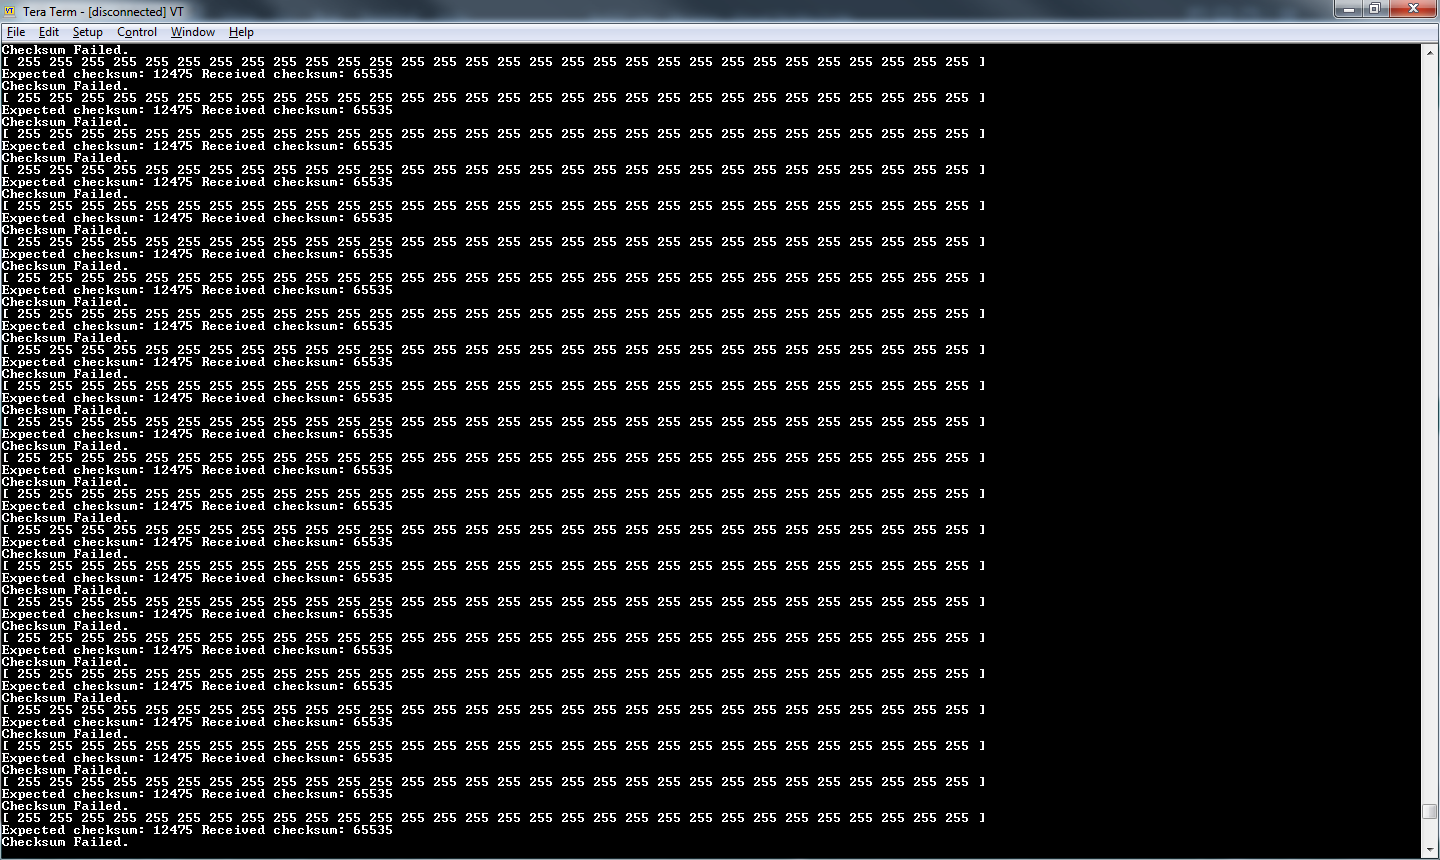 Tera Term - [disconnected] VT
File Edit Setup Control Window Help
Checksum Failed.
[ 255 255 255 255 255 255 255 255 255 255 255 255 255 255 255 255 255 255 255 255 255 255 255 255 255 255 255 255 255 255 ]
Expected checksum: 12475 Received checksum: 65535
Checksum Failed.
[ 255 255 255 255 255 255 255 255 255 255 255 255 255 255 255 255 255 255 255 255 255 255 255 255 255 255 255 255 255 255 ]
Expected checksum: 12475 Received checksum: 65535
Checksum Failed.
[ 255 255 255 255 255 255 255 255 255 255 255 255 255 255 255 255 255 255 255 255 255 255 255 255 255 255 255 255 255 255 ]
Expected checksum: 12475 Received checksum: 65535
Checksum Failed.
[ 255 255 255 255 255 255 255 255 255 255 255 255 255 255 255 255 255 255 255 255 255 255 255 255 255 255 255 255 255 255 ]
Expected checksum: 12475 Received checksum: 65535
Checksum Failed.
[ 255 255 255 255 255 255 255 255 255 255 255 255 255 255 255 255 255 255 255 255 255 255 255 255 255 255 255 255 255 255 ]
Expected checksum: 12475 Received checksum: 65535
Checksum Failed.
[ 255 255 255 255 255 255 255 255 255 255 255 255 255 255 255 255 255 255 255 255 255 255 255 255 255 255 255 255 255 255 ]
Expected checksum: 12475 Received checksum: 65535
Checksum Failed.
[ 255 255 255 255 255 255 255 255 255 255 255 255 255 255 255 255 255 255 255 255 255 255 255 255 255 255 255 255 255 255 ]
Expected checksum: 12475 Received checksum: 65535
Checksum Failed.
[ 255 255 255 255 255 255 255 255 255 255 255 255 255 255 255 255 255 255 255 255 255 255 255 255 255 255 255 255 255 255 ]
Expected checksum: 12475 Received checksum: 65535
Checksum Failed.
[ 255 255 255 255 255 255 255 255 255 255 255 255 255 255 255 255 255 255 255 255 255 255 255 255 255 255 255 255 255 255 ]
Expected checksum: 12475 Received checksum: 65535
Checksum Failed.
[ 255 255 255 255 255 255 255 255 255 255 255 255 255 255 255 255 255 255 255 255 255 255 255 255 255 255 255 255 255 255 ]
Expected checksum: 12475 Received checksum: 65535
Checksum Failed.
[ 255 255 255 255 255 255 255 255 255 255 255 255 255 255 255 255 255 255 255 255 255 255 255 255 255 255 255 255 255 255 ]
Expected checksum: 12475 Received checksum: 65535
Checksum Failed.
[ 255 255 255 255 255 255 255 255 255 255 255 255 255 255 255 255 255 255 255 255 255 255 255 255 255 255 255 255 255 255 ]
Expected checksum: 12475 Received checksum: 65535
Checksum Failed.
[ 255 255 255 255 255 255 255 255 255 255 255 255 255 255 255 255 255 255 255 255 255 255 255 255 255 255 255 255 255 255 ]
Expected checksum: 12475 Received checksum: 65535
Checksum Failed.
[ 255 255 255 255 255 255 255 255 255 255 255 255 255 255 255 255 255 255 255 255 255 255 255 255 255 255 255 255 255 255 ]
Expected checksum: 12475 Received checksum: 65535
Checksum Failed.
[ 255 255 255 255 255 255 255 255 255 255 255 255 255 255 255 255 255 255 255 255 255 255 255 255 255 255 255 255 255 255 ]
Expected checksum: 12475 Received checksum: 65535
Checksum Failed.
[ 255 255 255 255 255 255 255 255 255 255 255 255 255 255 255 255 255 255 255 255 255 255 255 255 255 255 255 255 255 255 ]
Expected checksum: 12475 Received checksum: 65535
Checksum Failed.
[ 255 255 255 255 255 255 255 255 255 255 255 255 255 255 255 255 255 255 255 255 255 255 255 255 255 255 255 255 255 255 ]
Expected checksum: 12475 Received checksum: 65535
Checksum Failed.
[ 255 255 255 255 255 255 255 255 255 255 255 255 255 255 255 255 255 255 255 255 255 255 255 255 255 255 255 255 255 255 ]
Expected checksum: 12475 Received checksum: 65535
Checksum Failed.
[ 255 255 255 255 255 255 255 255 255 255 255 255 255 255 255 255 255 255 255 255 255 255 255 255 255 255 255 255 255 255 ]
Expected checksum: 12475 Received checksum: 65535
Checksum Failed.
[ 255 255 255 255 255 255 255 255 255 255 255 255 255 255 255 255 255 255 255 255 255 255 255 255 255 255 255 255 255 255 ]
Expected checksum: 12475 Received checksum: 65535
Checksum Failed.
[ 255 255 255 255 255 255 255 255 255 255 255 255 255 255 255 255 255 255 255 255 255 255 255 255 255 255 255 255 255 255 ]
Expected checksum: 12475 Received checksum: 65535
Checksum Failed.
[ 255 255 255 255 255 255 255 255 255 255 255 255 255 255 255 255 255 255 255 255 255 255 255 255 255 255 255 255 255 255 ]
Expected checksum: 12475 Received checksum: 65535
Checksum Failed.